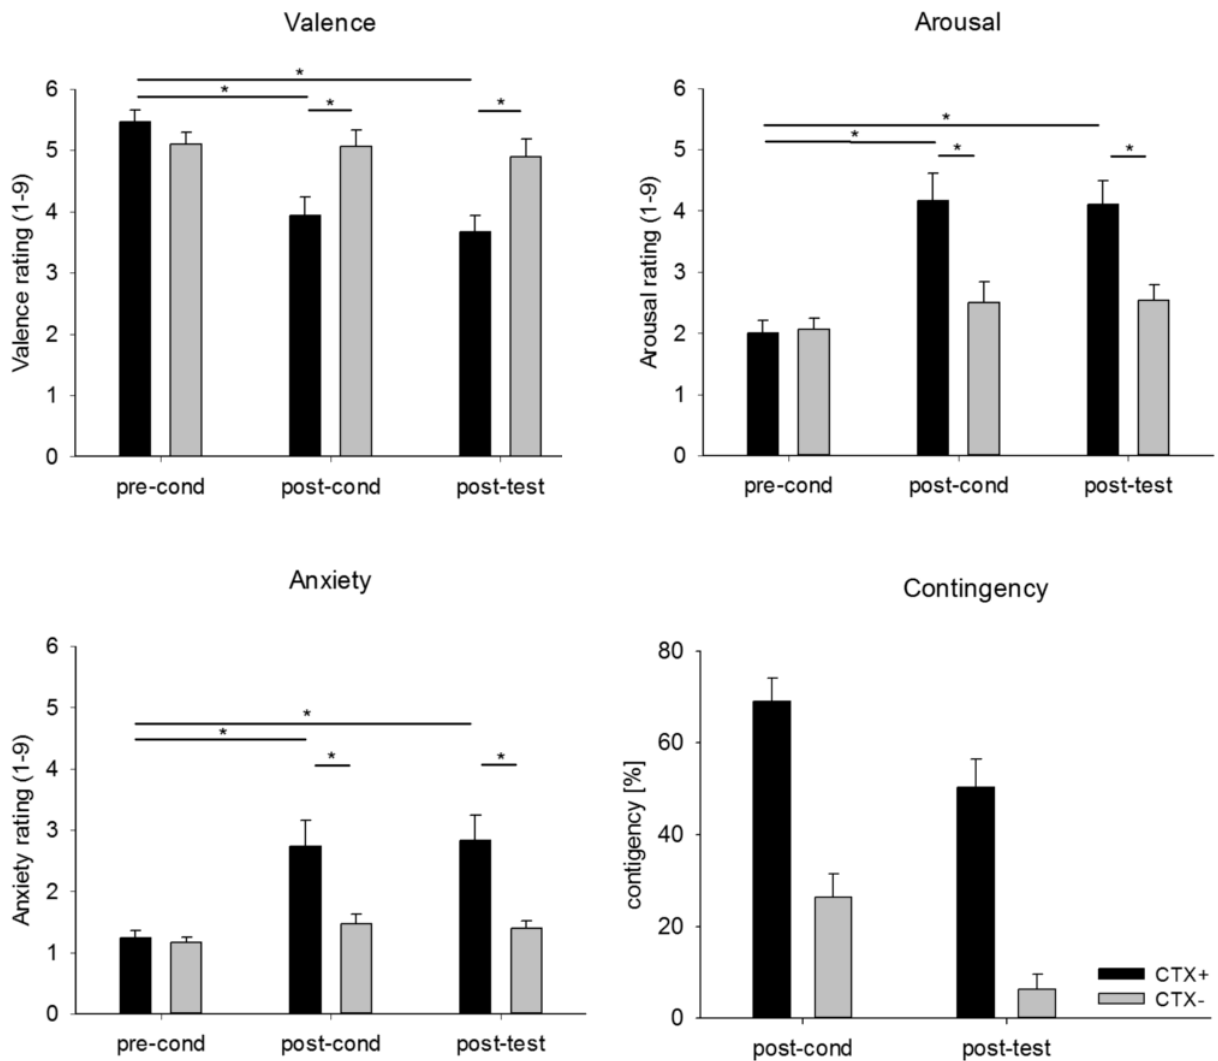 Valence
*
*
*
*
6
5
4
3
2
1
0
Valence rating (1-9)
pre-cond post-cond post-test
Arousal
*
*
*
*
6
5
4
3
2
1
0
Arousal rating (1-9)
pre-cond post-cond post-test
Anxiety
*
*
*
*
6
5
4
3
2
1
0
Anxiety rating (1-9)
pre-cond post-cond post-test
Contingency
80
60
40
20
0
contigency [%]
CTX+
CTX-
post-cond post-test